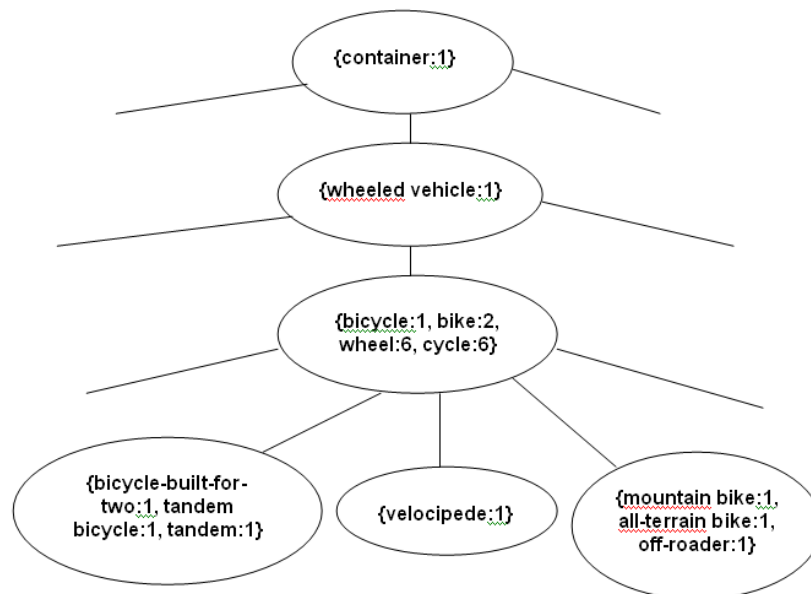 {container:1}
{wheeled vehicle:1}
{bicycle:1, bike:2,
wheel:6, cycle:6}
{bicycle-built-for-
two:1, tandem
bicycle:1, tandem:1}
{velocipede:1}
{mountain bike:1,
all-terrain bike:1,
off-roader:1}